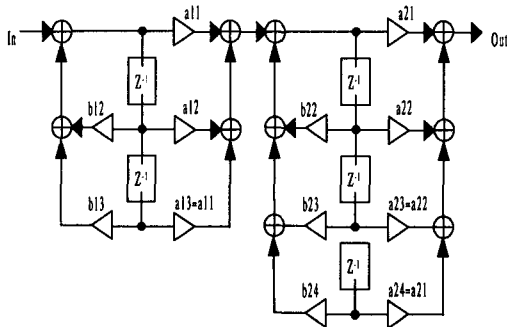 a11
a21
In
Out
Z-1
Z-1
b12
a12
b22
a22
Z-1
Z-1
b13
a13=a11
b23
a23=a22
Z-1
b24
a24=a21